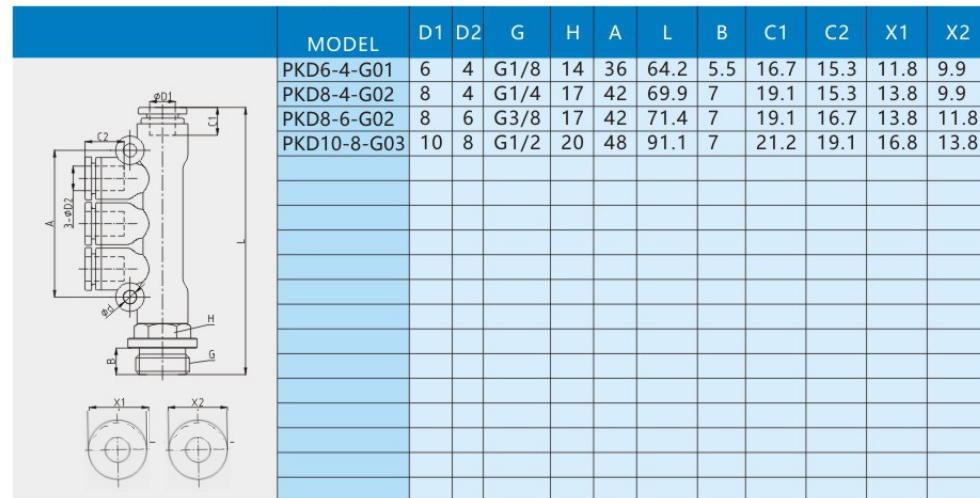 MODEL D1 D2 G H A L B C1 C2 X1 X2
PKD6-4-G01 6 4 G1/8 14 36 64.2 5.5 16.7 15.3 11.8 9.9
PKD8-4-G02 8 4 G1/4 17 42 69.9 7 19.1 15.3 13.8 9.9
PKD8-6-G02 8 6 G3/8 17 42 71.4 7 19.1 16.7 13.8 11.8
PKD10-8-G03 10 8 G1/2 20 48 91.1 7 21.2 19.1 16.8 13.8
øD1
C1
C2
A
3-ØD2
L
Ød
H
G
B
X1 X2